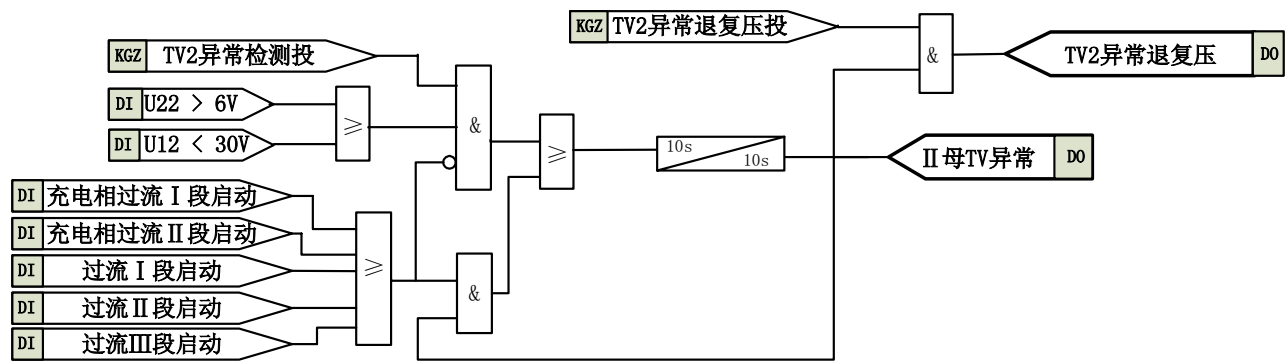 KGZ TV2异常退复压投
&
TV2异常退复压 DO
KGZ TV2异常检测投
DI U22 > 6V
≥
&
DI U12 < 30V
≥
10s
10s
II母TV异常 DO
DI 充电相过流Ⅰ段启动
DI 充电相过流Ⅱ段启动
≥
DI 过流Ⅰ段启动
&
DI 过流Ⅱ段启动
DI 过流Ⅲ段启动